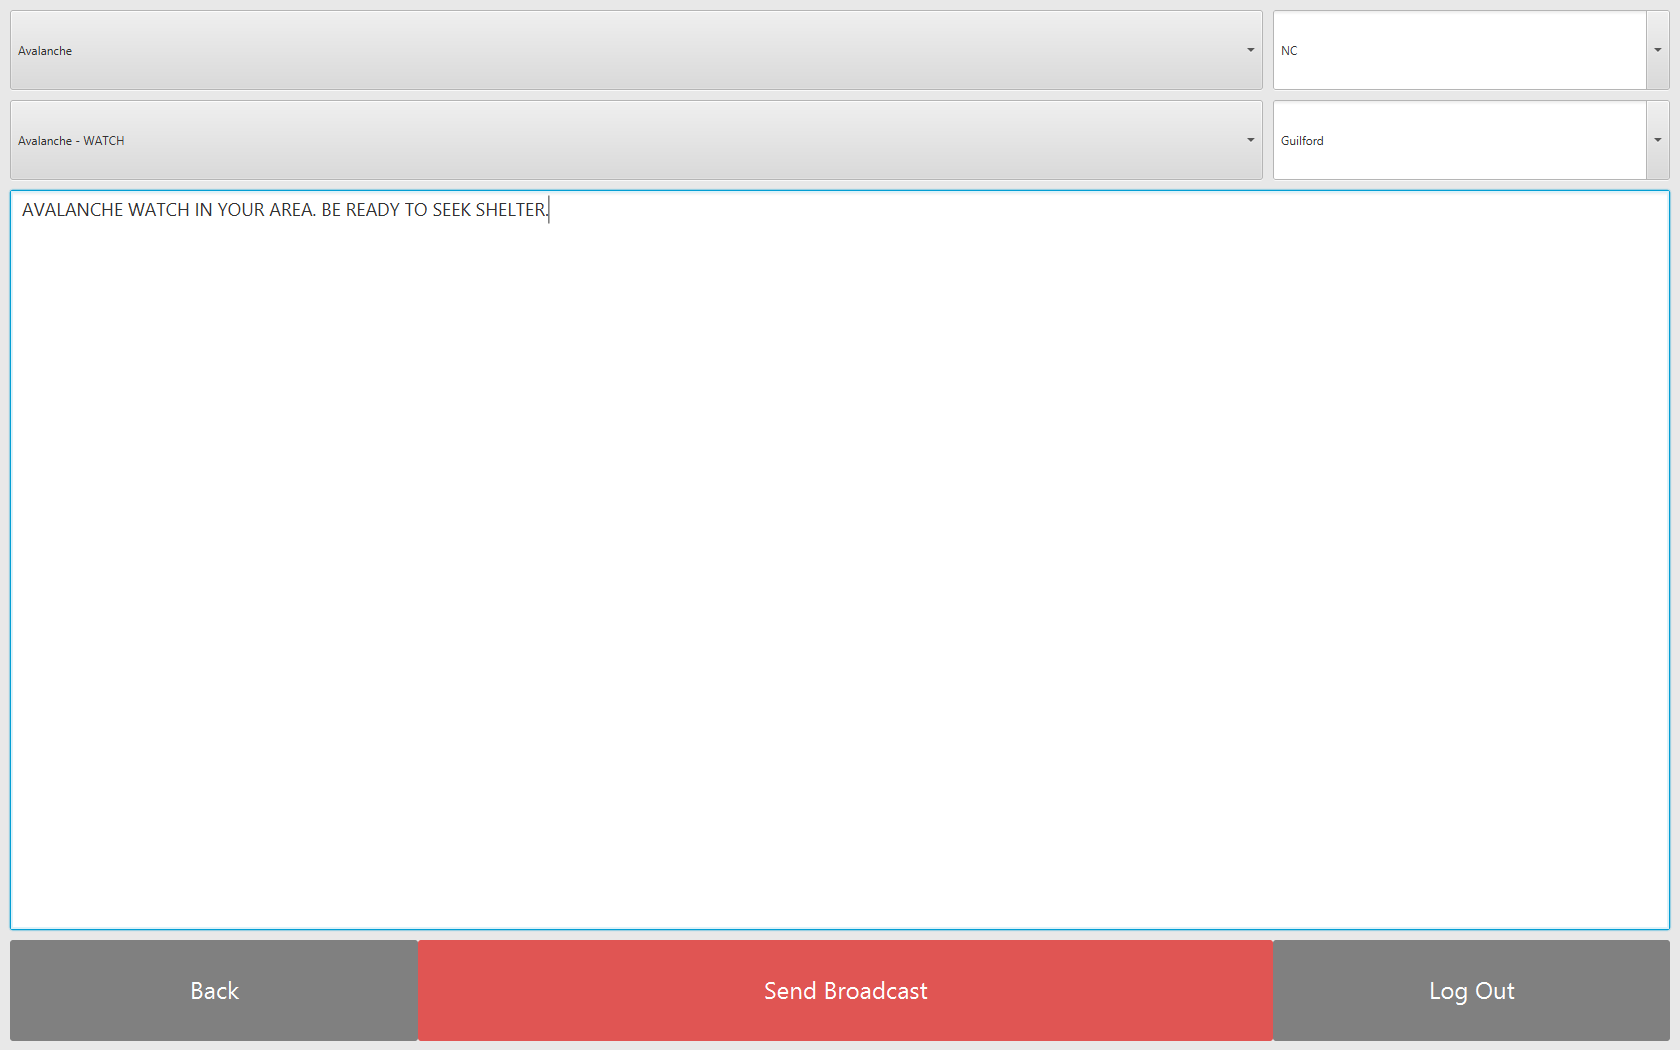 Avalanche
NC
Avalanche - WATCH
Guilford
AVALANCHE WATCH IN YOUR AREA. BE READY TO SEEK SHELTER.
Back
Send Broadcast
Log Out